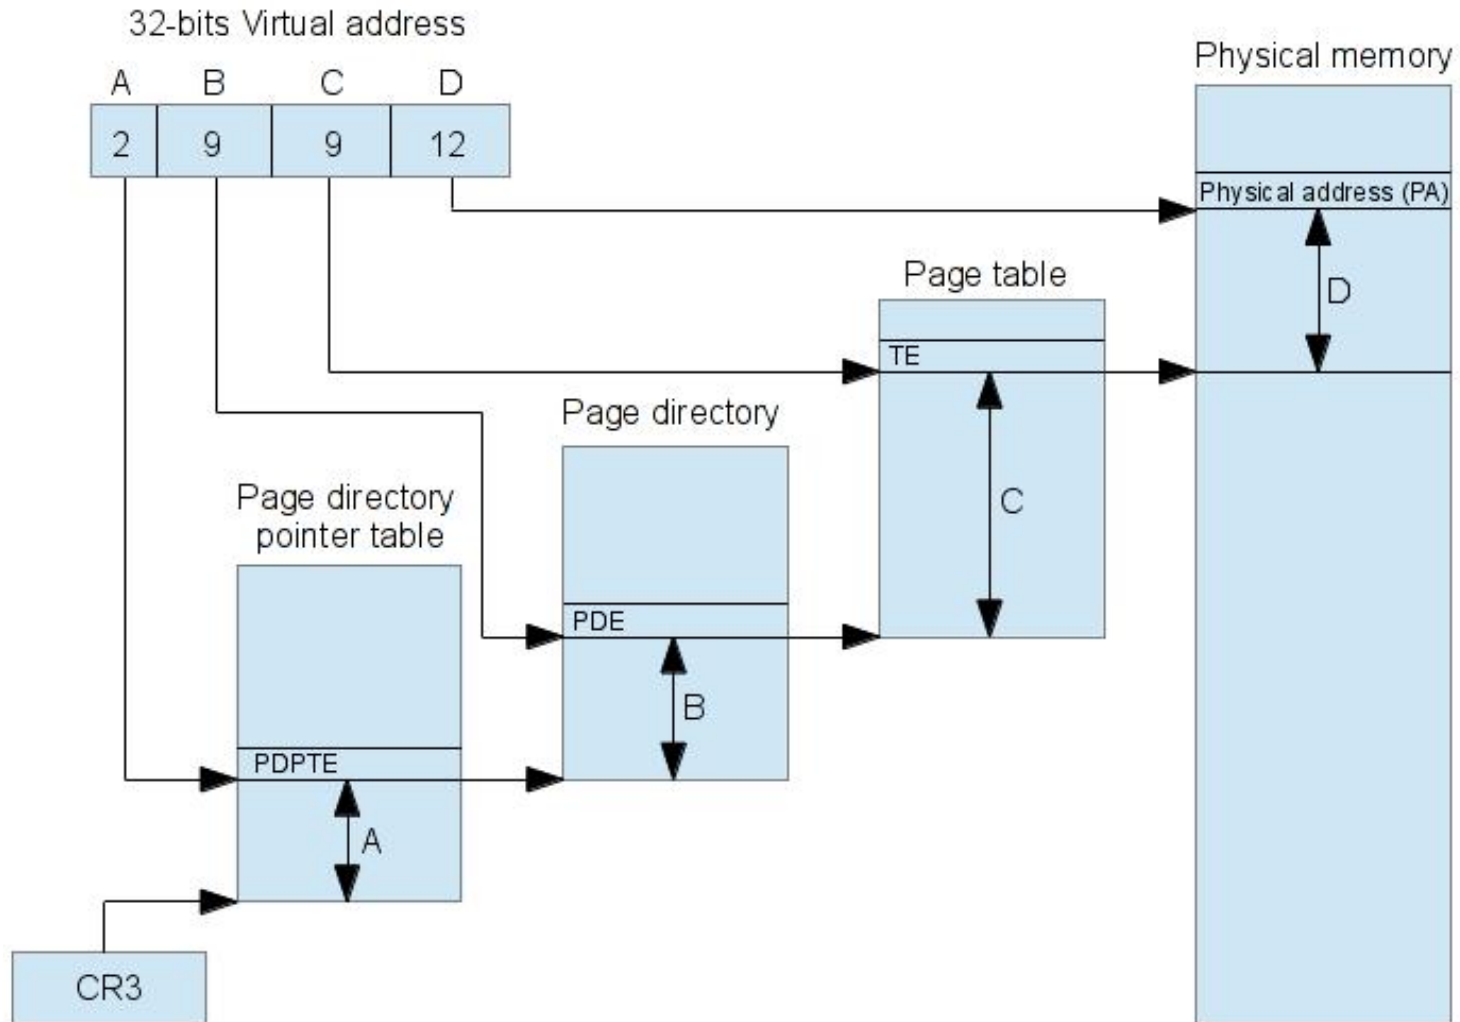 32-bits Virtual address
A B C D
2 9 9 12
Physical memory
Physical address (PA)
D
Page table
TE
C
Page directory
PDE
B
Page directory
pointer table
PDPTE
A
CR3